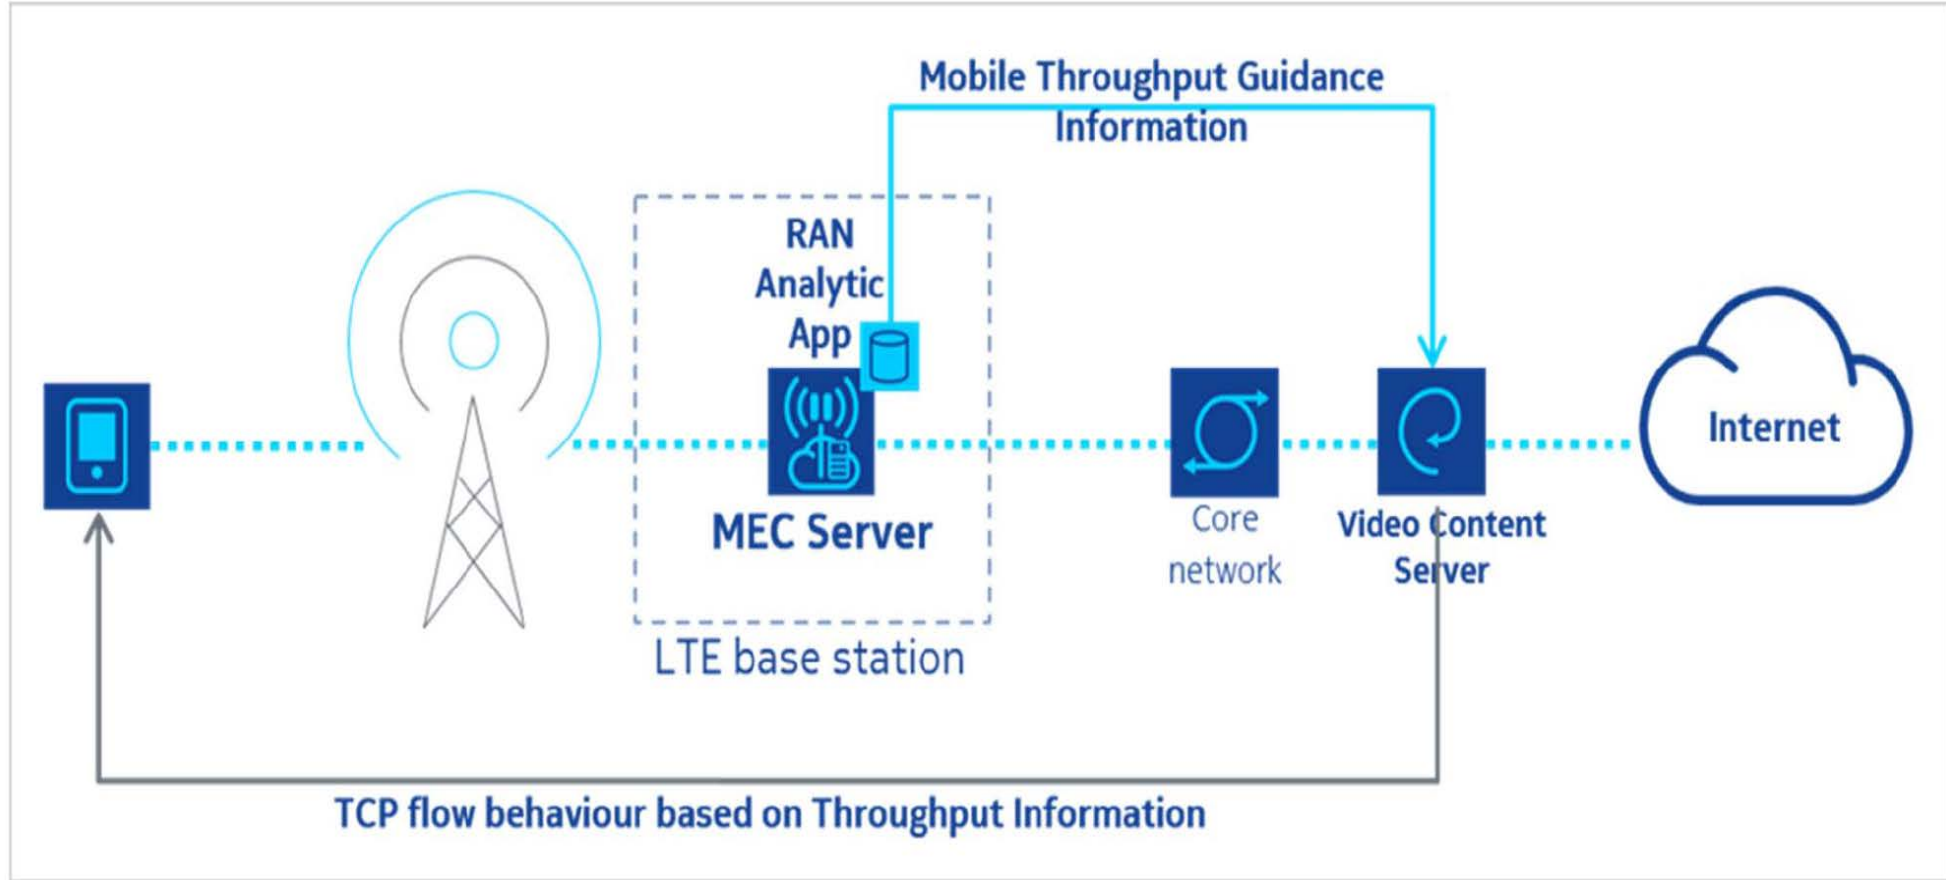 Mobile Throughput Guidance
Information
RAN
Analytic
App
MEC Server
LTE base station
Core
network
Video Content
Server
Internet
TCP flow behaviour based on Throughput Information